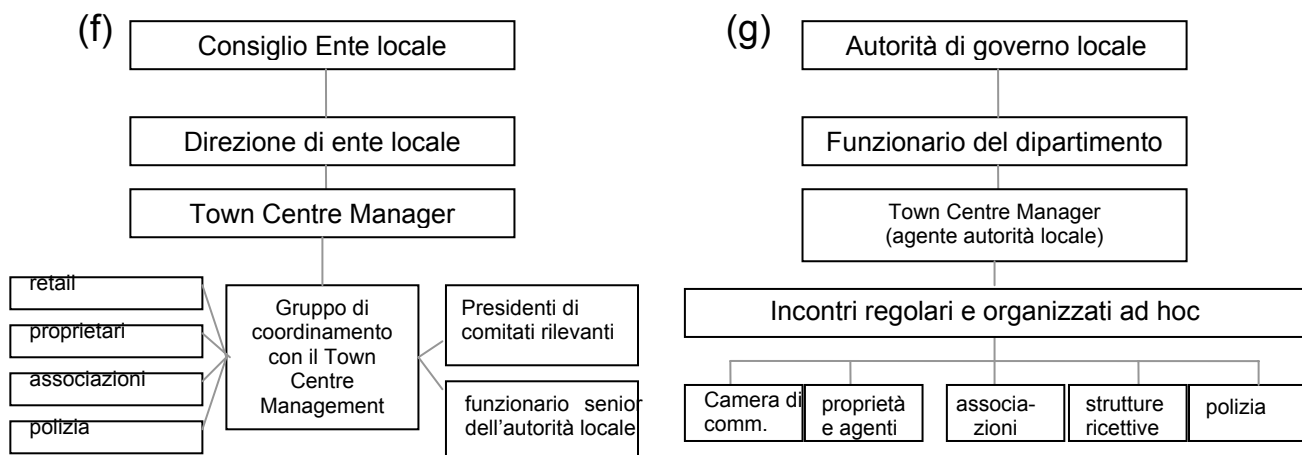 (f)
Consiglio Ente locale
Direzione di ente locale
Town Centre Manager
retail
proprietari
associazioni
polizia
Gruppo di
coordinamento
con il Town
Centre
Management
Presidenti di
comitati rilevanti
funzionario senior
dell'autorità locale
(g)
Autorità di governo locale
Funzionario del dipartimento
Town Centre Manager
(agente autorità locale)
Incontri regolari e organizzati ad hoc
Camera di
comm.
proprietà
e agenti
associa-
zioni
strutture
ricettive
polizia